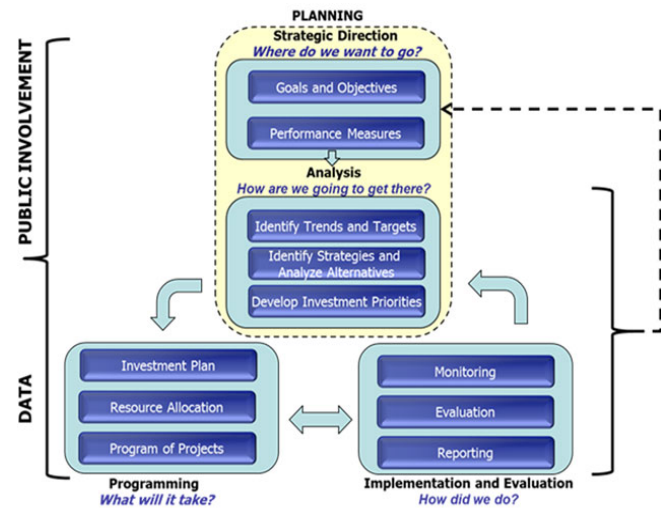 PLANNING
Strategic Direction
Where do we want to go?
Goals and Objectives
Performance Measures
Analysis
How are we going to get there?
Identify Trends and Targets
Identify Strategies and
Analyze Alternatives
Develop Investment Priorities
PUBLIC INVOLVEMENT
DATA
Investment Plan
Resource Allocation
Program of Projects
Programming
What will it take?
Monitoring
Evaluation
Reporting
Implementation and Evaluation
How did we do?